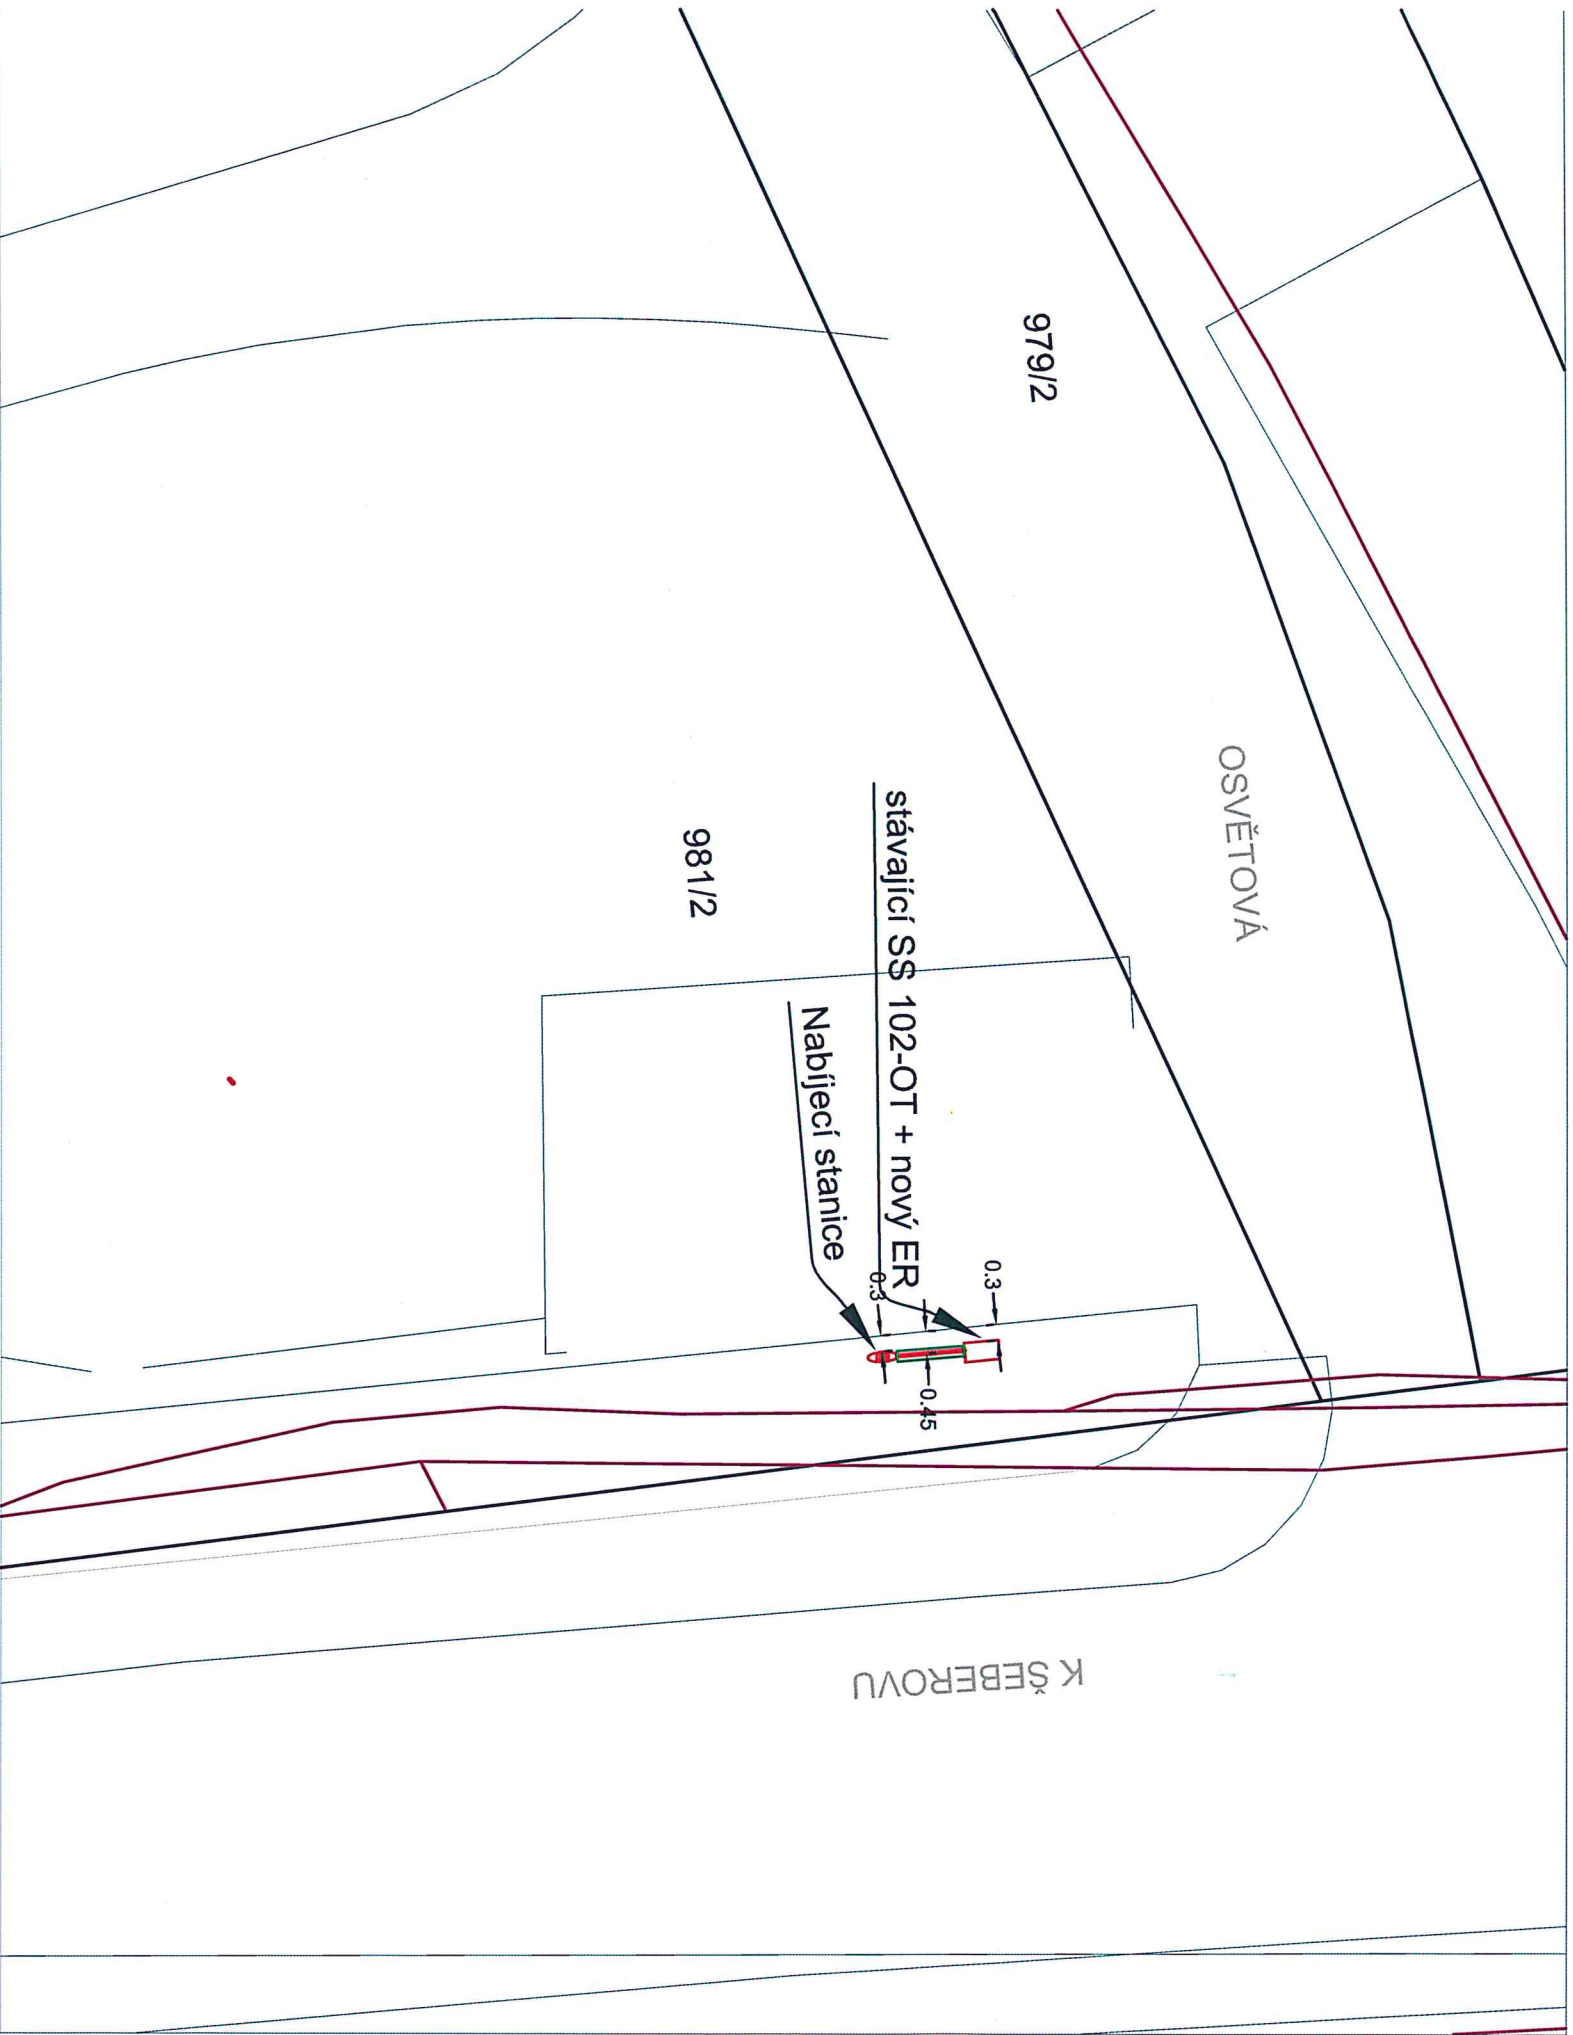 979/2
OSVĚTOVÁ
981/2
stávající SS 102-OT + nový ER
Nabíjecí stanice
0.3
0.3
0.45
K ŠEBEROVU